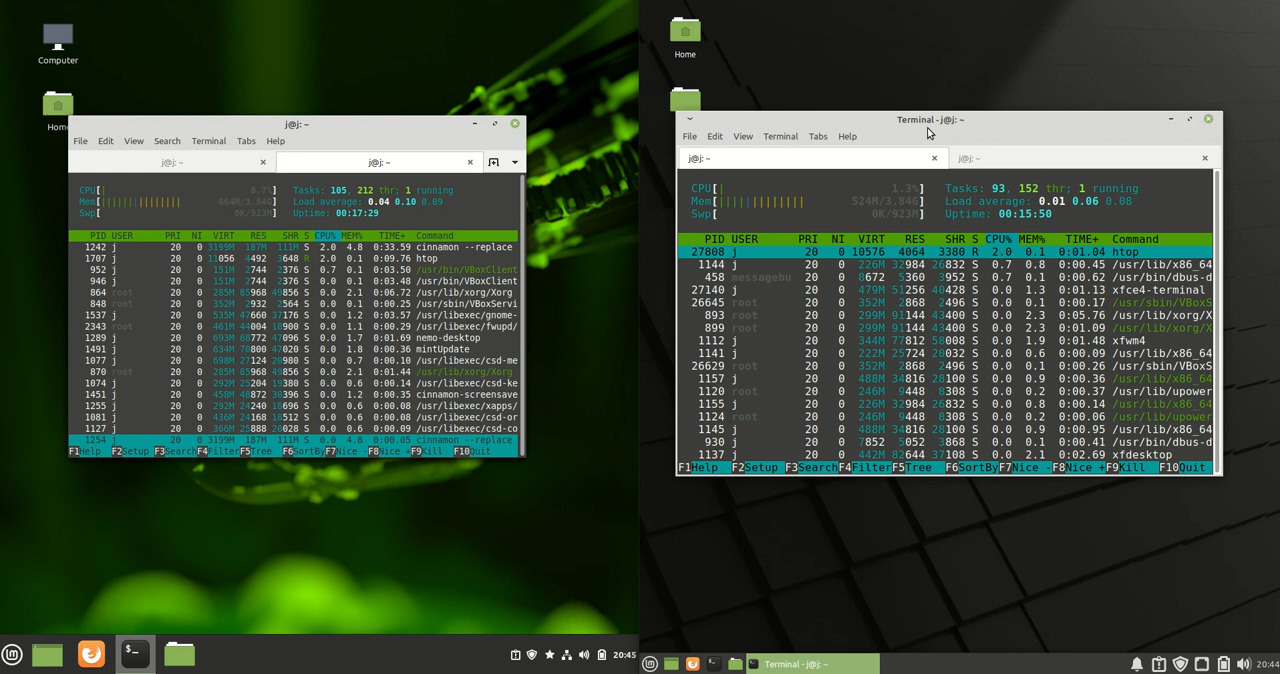 Computer
Home
j@j: ~
File Edit View Search Terminal Tabs Help
j@j: ~
j@j: ~
CPU[| 0.7%] Tasks: 105, 212 thr; 1 running
Mem[||||||||||||||||| 864M/3.84G] Load average: 0.04 0.10 0.09
Swp[ 0K/923M] Uptime: 00:17:29
PID USER PRI NI VIRT RES SHR S CPU% MEM% TIME+ Command
1242 j 20 0 3199M 187M 111M S 2.0 4.8 0:33.59 cinnamon --replace
1707 j 20 0 11056 4492 3648 R 2.0 0.1 0:09.76 htop
952 j 20 0 151M 2744 2376 S 0.7 0.1 0:03.50 /usr/bin/VBoxClient
946 j 20 0 151M 2744 2376 S 0.7 0.1 0:03.48 /usr/bin/VBoxClient
864 root 20 0 285M 85968 49856 S 0.0 2.1 0:06.72 /usr/lib/xorg/Xorg
848 root 20 0 352M 2932 2564 S 0.0 0.1 0:00.25 /usr/sbin/VBoxServi
1537 j 20 0 535M 47660 37176 S 0.0 1.2 0:03.57 /usr/libexec/gnome-
2343 root 20 0 461M 44004 18900 S 0.0 1.1 0:00.29 /usr/libexec/fwupd/
1289 j 20 0 693M 68772 47096 S 0.0 1.7 0:01.69 nemo-desktop
1491 j 20 0 634M 70800 47020 S 0.0 1.8 0:00.36 mintUpdate
1077 j 20 0 698M 27124 20980 S 0.0 0.7 0:00.10 /usr/libexec/csd-me
870 root 20 0 285M 85968 49856 S 0.0 2.1 0:01.44 /usr/lib/xorg/Xorg
1074 j 20 0 292M 25204 19380 S 0.0 0.6 0:00.14 /usr/libexec/csd-ke
1451 j 20 0 458M 48872 30396 S 0.0 1.2 0:00.35 cinnamon-screensave
1255 j 20 0 292M 24240 18696 S 0.0 0.6 0:00.08 /usr/libexec/xapps/
1081 j 20 0 436M 24168 18512 S 0.0 0.6 0:00.08 /usr/libexec/csd-or
1127 j 20 0 366M 25888 20028 S 0.0 0.6 0:00.09 /usr/libexec/csd-co
1254 j 20 0 3199M 187M 111M S 0.0 4.8 0:00.05 cinnamon --replace
F1Help F2Setup F3SearchF4FilterF5Tree F6SortByF7Nice -F8Nice +F9Kill F10Quit
20:45
Home
Terminal - j@j: ~
File Edit View Terminal Tabs Help
j@j: ~
j@j: ~
CPU[| 1.3%] Tasks: 93, 152 thr; 1 running
Mem[|||||||||||||||| 524M/3.84G] Load average: 0.01 0.06 0.08
Swp[ 0K/923M] Uptime: 00:15:50
PID USER PRI NI VIRT RES SHR S CPU% MEM% TIME+ Command
27808 j 20 0 10576 4064 3380 R 2.0 0.1 0:01.04 htop
1144 j 20 0 226M 32984 26832 S 0.7 0.8 0:00.45 /usr/lib/x86_64
458 messagebu 20 0 8672 5360 3952 S 0.7 0.1 0:00.62 /usr/bin/dbus-d
27140 j 20 0 479M 51256 40428 S 0.0 1.3 0:01.13 xfce4-terminal
26645 root 20 0 352M 2868 2496 S 0.0 0.1 0:00.17 /usr/sbin/VBoxS
893 root 20 0 299M 91144 43400 S 0.0 2.3 0:05.76 /usr/lib/xorg/X
899 root 20 0 299M 91144 43400 S 0.0 2.3 0:01.09 /usr/lib/xorg/X
1112 j 20 0 344M 77812 58008 S 0.0 1.9 0:01.48 xfwm4
1141 j 20 0 222M 25724 20032 S 0.0 0.6 0:00.09 /usr/lib/x86_64
26629 root 20 0 352M 2868 2496 S 0.0 0.1 0:00.26 /usr/sbin/VBoxS
1157 j 20 0 488M 34816 28100 S 0.0 0.9 0:00.36 /usr/lib/x86_64
1120 root 20 0 246M 9448 8308 S 0.0 0.2 0:00.37 /usr/lib/upower
1155 j 20 0 226M 32984 26832 S 0.0 0.8 0:00.14 /usr/lib/x86_64
1124 root 20 0 246M 9448 8308 S 0.0 0.2 0:00.06 /usr/lib/upower
1145 j 20 0 488M 34816 28100 S 0.0 0.9 0:00.95 /usr/lib/x86_64
930 j 20 0 7852 5052 3868 S 0.0 0.1 0:00.41 /usr/bin/dbus-d
1137 j 20 0 442M 82644 37108 S 0.0 2.1 0:02.69 xfdesktop
F1Help F2Setup F3SearchF4FilterF5Tree F6SortByF7Nice -F8Nice +F9Kill F10Quit
Terminal - j@j: ~
20:44